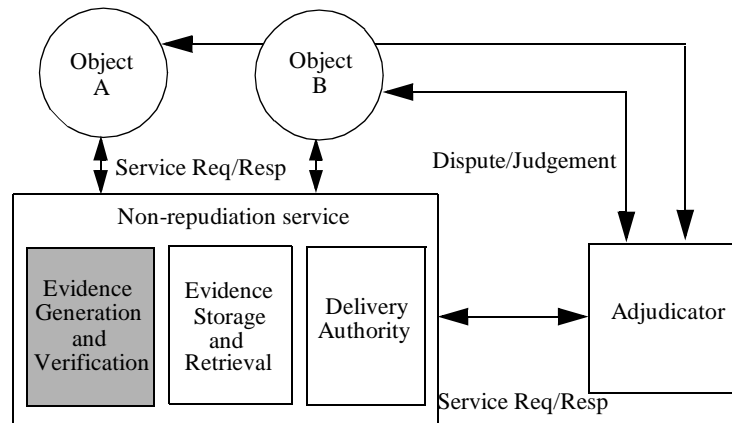 Object
A
Object
B
Service Req/Resp
Dispute/Judgement
Non-repudiation service
Evidence
Generation
and
Verification
Evidence
Storage
and
Retrieval
Delivery
Authority
Adjudicator
Service Req/Resp